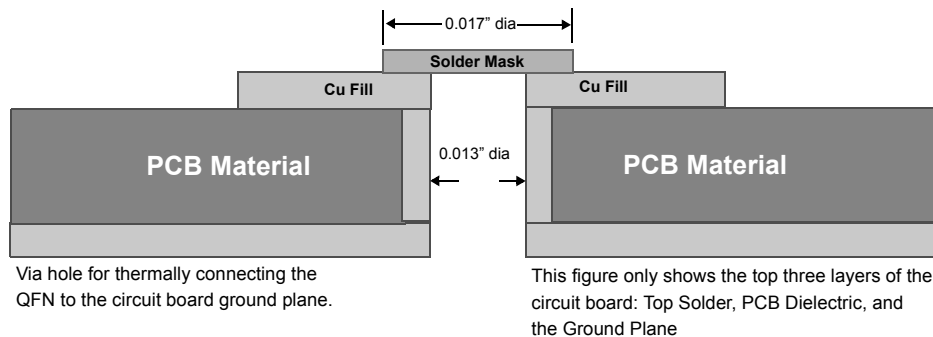 0.017” dia
Solder Mask
Cu Fill
Cu Fill
PCB Material
0.013” dia
PCB Material
Via hole for thermally connecting the
QFN to the circuit board ground plane.
This figure only shows the top three layers of the
circuit board: Top Solder, PCB Dielectric, and
the Ground Plane